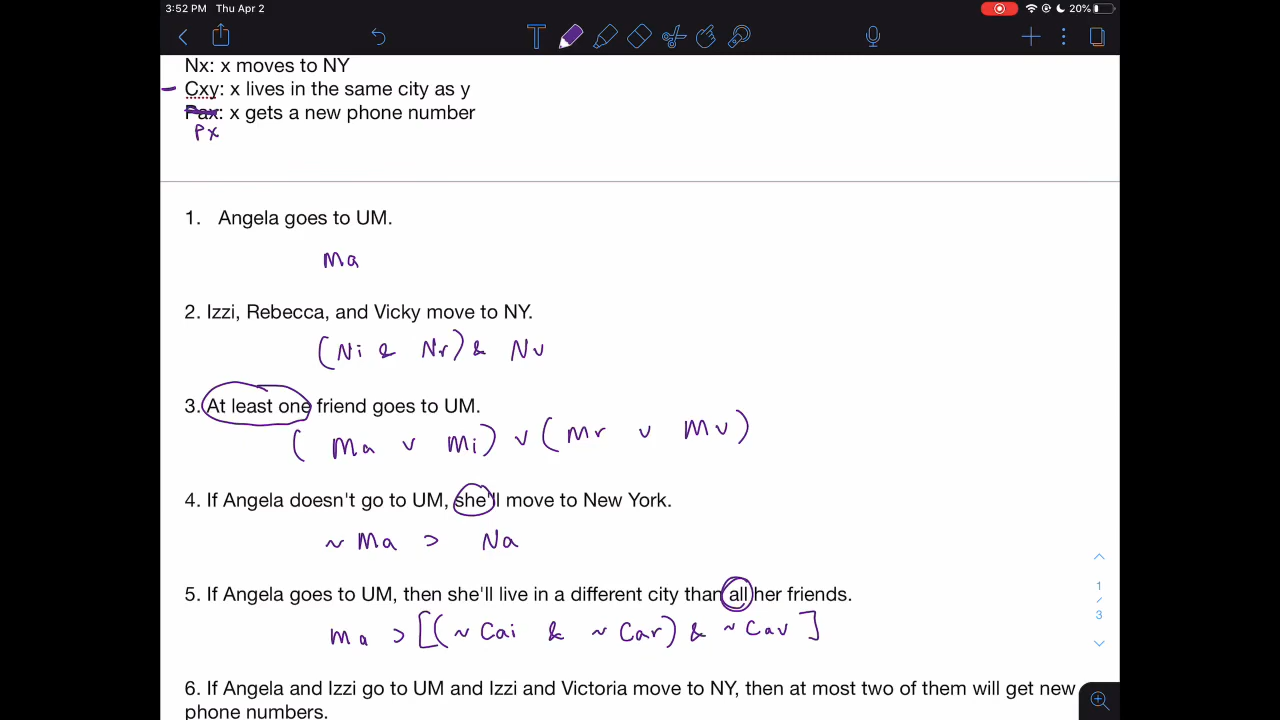 3:52 PM Thu Apr 2 20%
Nx: x moves to NY
Cxy: x lives in the same city as y
Pax: x gets a new phone number
Px
1. Angela goes to UM.
Ma
2. Izzi, Rebecca, and Vicky move to NY.
(Ni & Nr) & Nv
3. At least one friend goes to UM.
(Ma v Mi) v (Mr v Mv)
4. If Angela doesn't go to UM, she'll move to New York.
~ Ma > Na
5. If Angela goes to UM, then she'll live in a different city than all her friends.
Ma > [(~ Cai & ~ Car) & ~ Cav]
6. If Angela and Izzi go to UM and Izzi and Victoria move to NY, then at most two of them will get new
phone numbers.
1
/
3